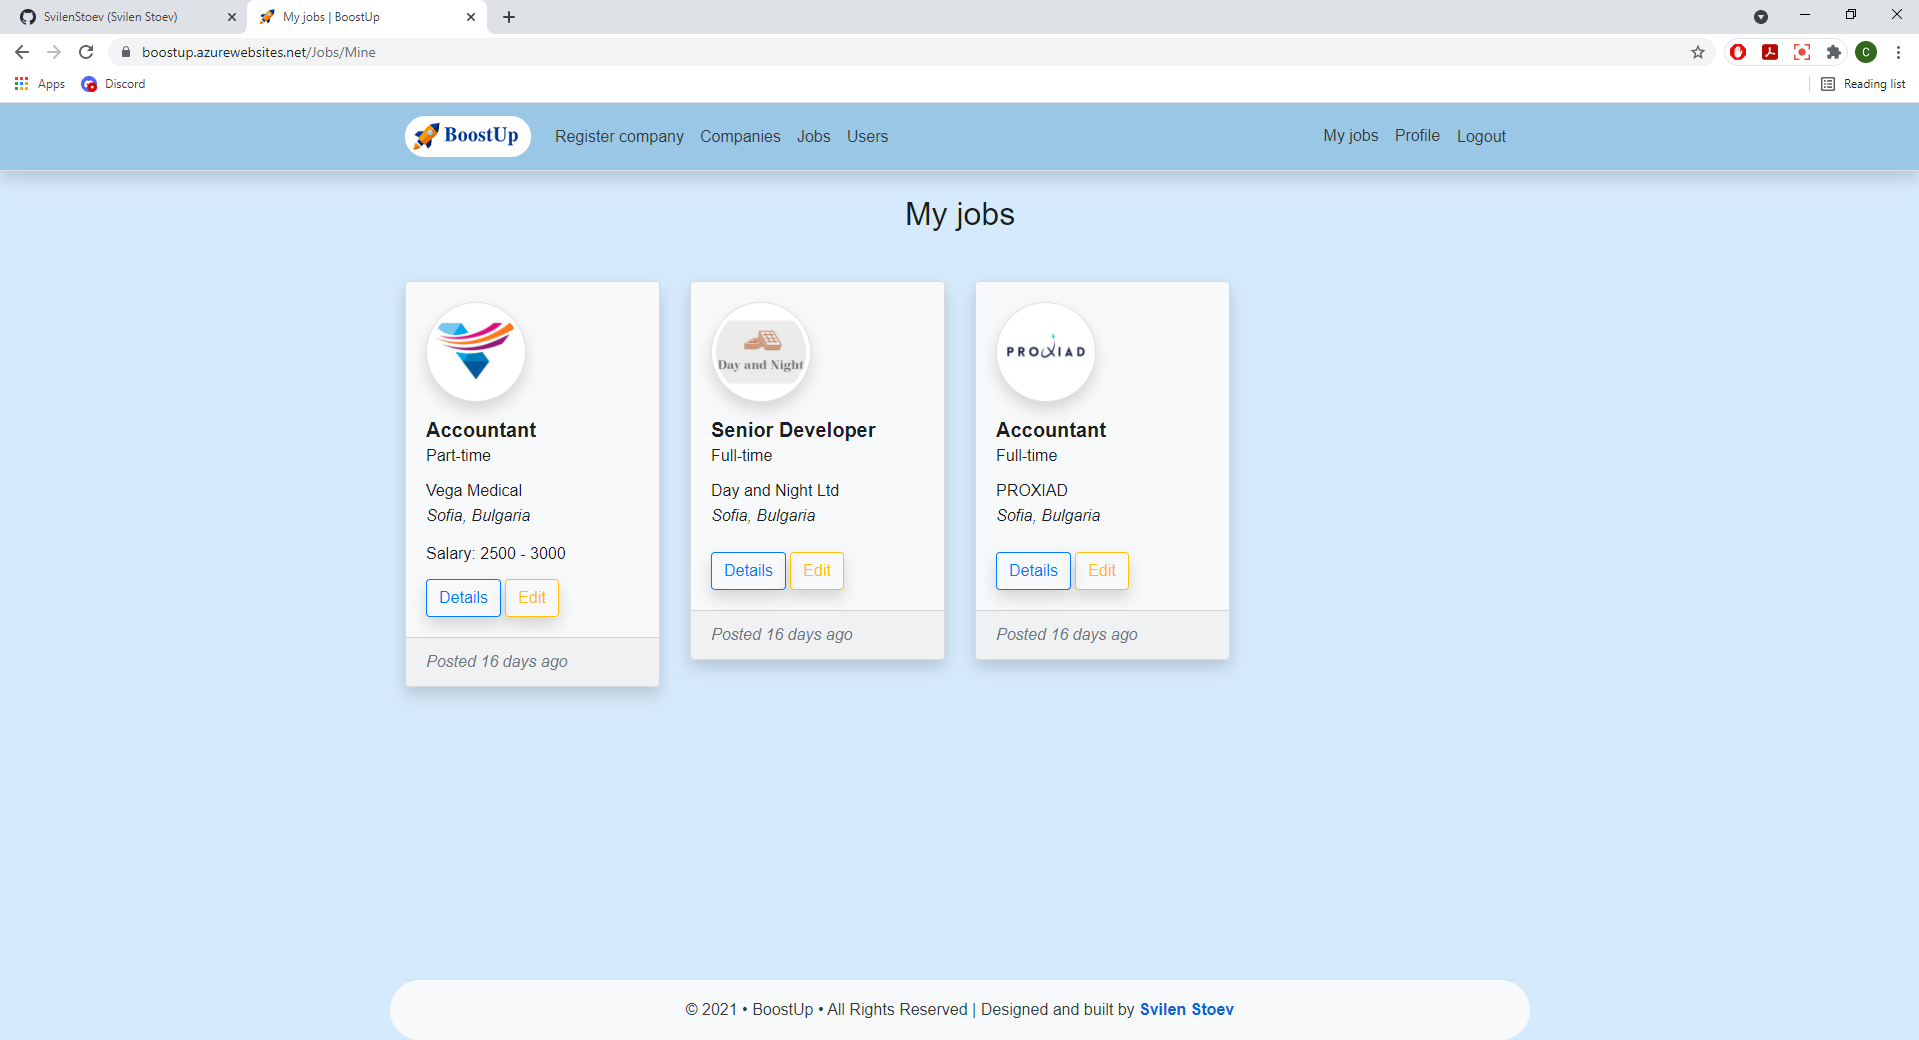 SvilenStoev (Svilen Stoev)
My jobs | BoostUp
boostup.azurewebsites.net/Jobs/Mine
C
Apps
Discord
Reading list
BoostUp
Register company
Companies
Jobs
Users
My jobs
Profile
Logout
My jobs
Accountant
Part-time
Vega Medical
Sofia, Bulgaria
Salary: 2500 - 3000
Details
Edit
Posted 16 days ago
Day and Night
Senior Developer
Full-time
Day and Night Ltd
Sofia, Bulgaria
Details
Edit
Posted 16 days ago
PROXIAD
Accountant
Full-time
PROXIAD
Sofia, Bulgaria
Details
Edit
Posted 16 days ago
© 2021 • BoostUp • All Rights Reserved | Designed and built by Svilen Stoev